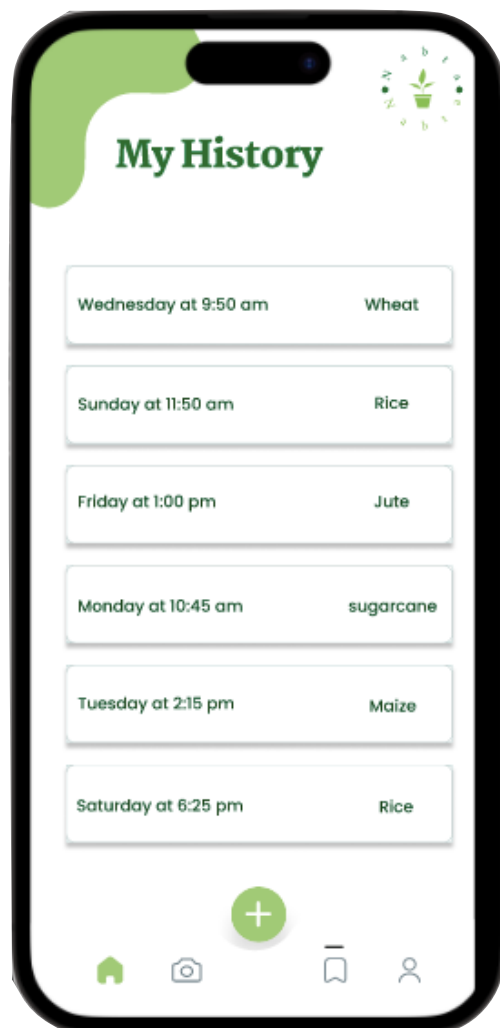 My History
Wednesday at 9:50 am Wheat
Sunday at 11:50 am Rice
Friday at 1:00 pm Jute
Monday at 10:45 am sugarcane
Tuesday at 2:15 pm Maize
Saturday at 6:25 pm Rice